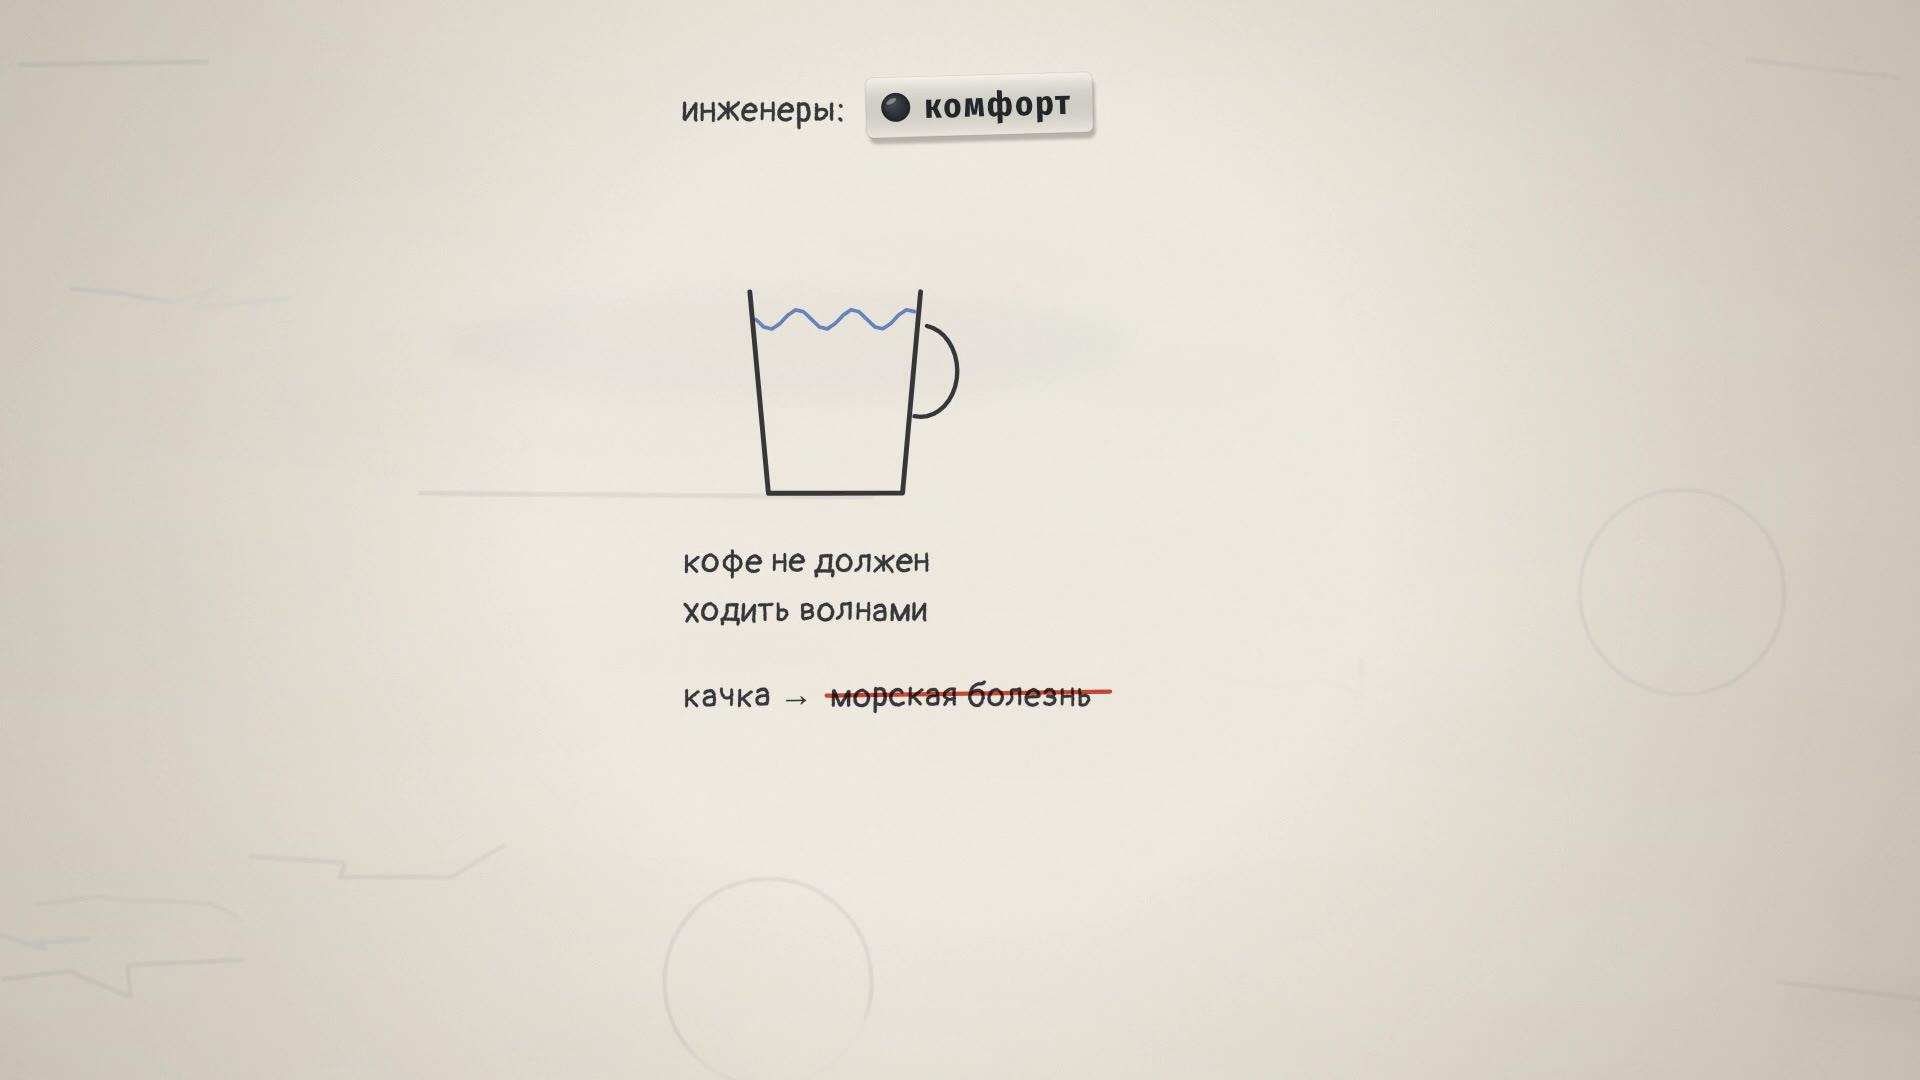 инженеры: комфорт
кофе не должен
ходить волнами
качка → морская болезнь